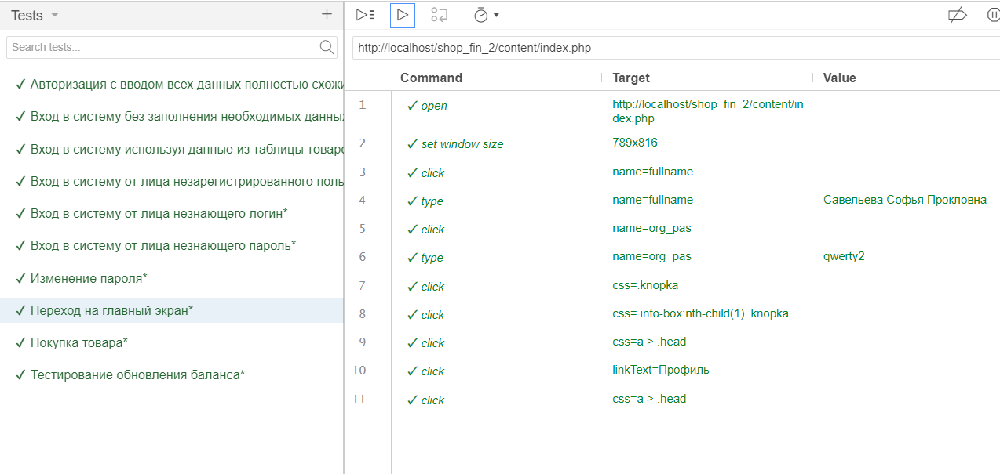 Tests
Search tests...
Авторизация с вводом всех данных полностью схожи
Вход в систему без заполнения необходимых данны
Вход в систему используя данные из таблицы товаро
Вход в систему от лица незарегистрированного поль
Вход в систему от лица незнающего логин*
Вход в систему от лица незнающего пароль*
Изменение пароля*
Переход на главный экран*
Покупка товара*
Тестирование обновления баланса*
http://localhost/shop_fin_2/content/index.php
Command Target Value
1 open http://localhost/shop_fin_2/content/in
dex.php
2 set window size 789x816
3 click name=fullname
4 type name=fullname Савельева Софья Прокловна
5 click name=org_pas
6 type name=org_pas qwerty2
7 click css=.knopka
8 click css=.info-box:nth-child(1) .knopka
9 click css=a > .head
10 click linkText=Профиль
11 click css=a > .head